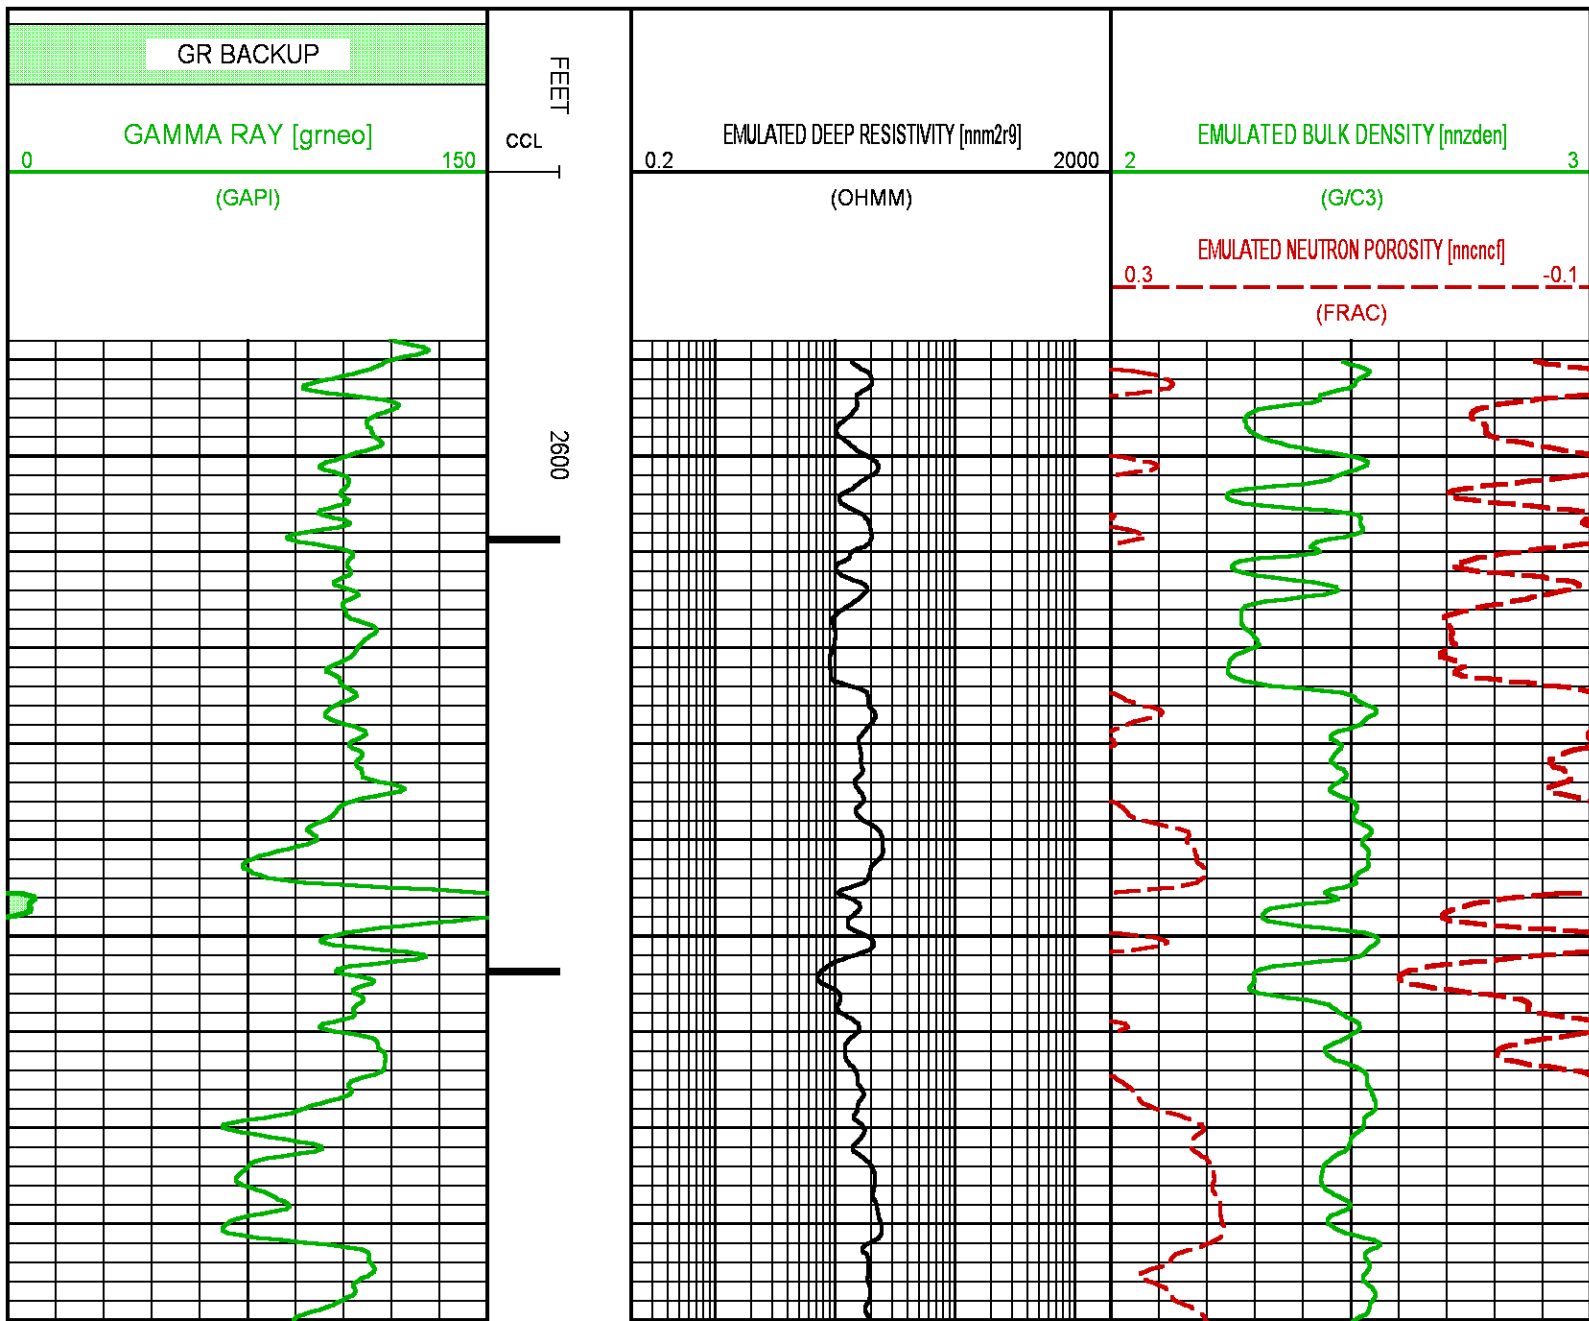 GR BACKUP
GAMMA RAY [grneo]
0 150
(GAPI)
FEET
CCL
2600
EMULATED DEEP RESISTIVITY [nnm2r9]
0.2 2000
(OHMM)
EMULATED BULK DENSITY [nnzden]
2 3
(G/C3)
EMULATED NEUTRON POROSITY [nncncf]
0.3 -0.1
(FRAC)